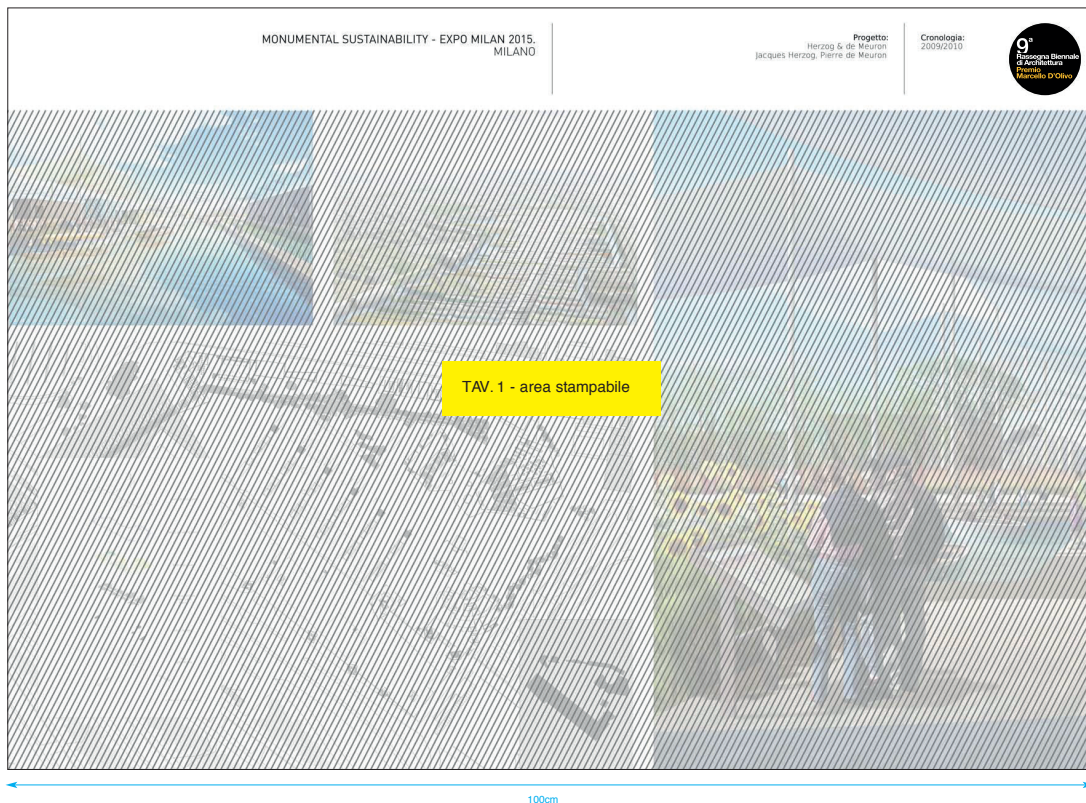 MONUMENTAL SUSTAINABILITY - EXPO MILAN 2015.
MILANO
Progetto:
Herzog & de Meuron
Jacques Herzog, Pierre de Meuron
Cronologia:
2009/2010
9ª
Rassegna Biennale
di Architettura
Premio
Marcello D'Olivo
TAV. 1 - area stampabile
100cm